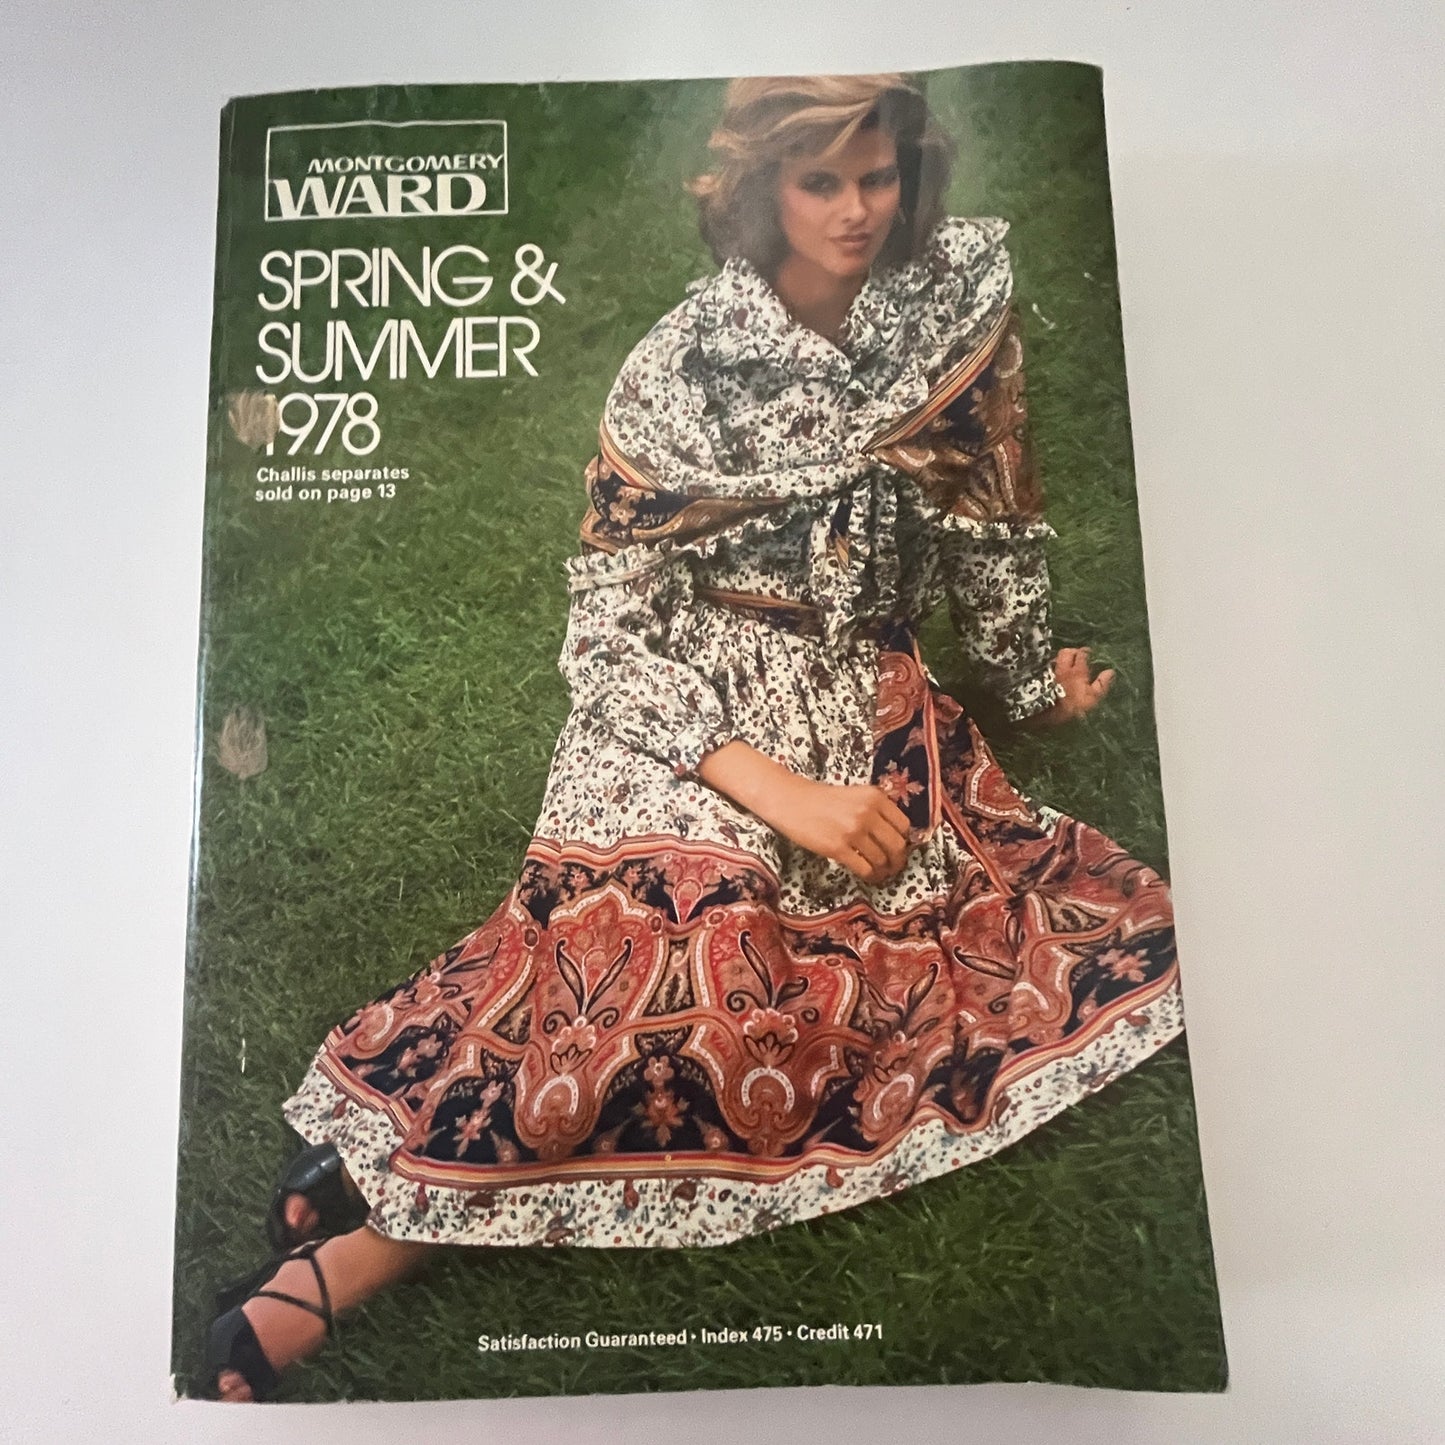 MONTGOMERY
WARD
SPRING &
SUMMER
1978
Challis separates
sold on page 13
Satisfaction Guaranteed • Index 475 • Credit 471